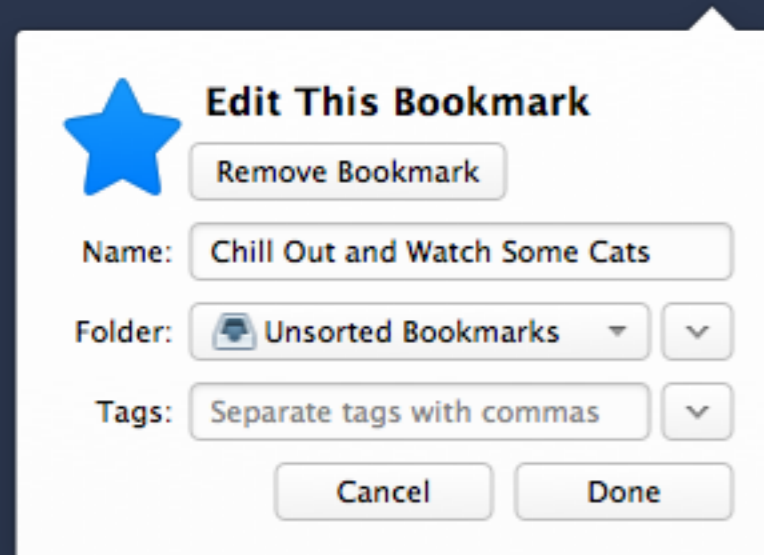 Edit This Bookmark
Remove Bookmark
Name: Chill Out and Watch Some Cats
Folder: Unsorted Bookmarks
Tags: Separate tags with commas
Cancel Done